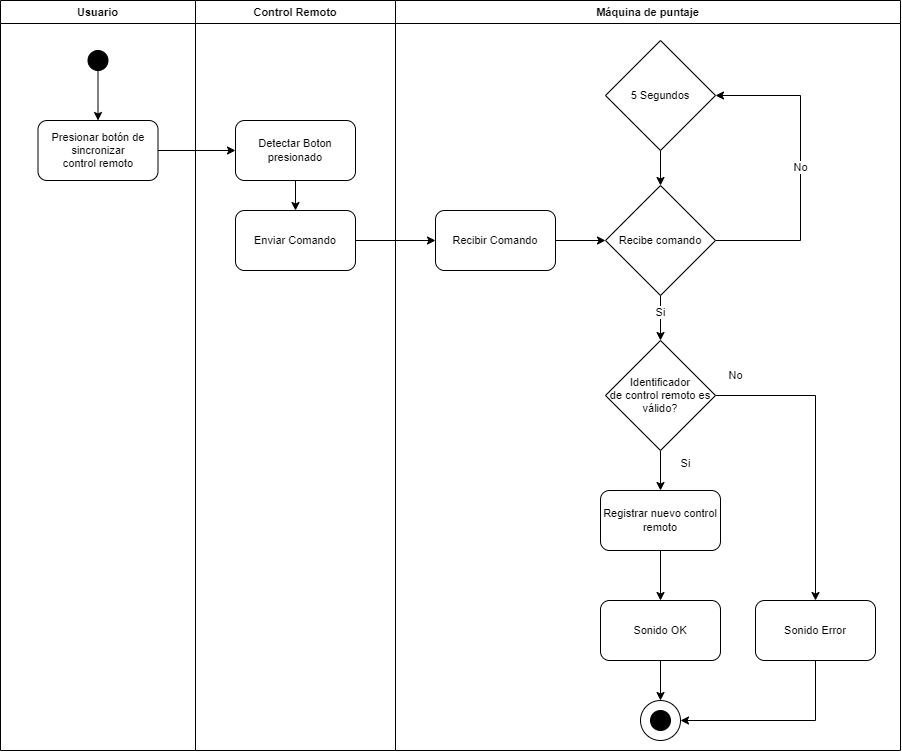 Usuario
Control Remoto
Máquina de puntaje
Presionar botón de
sincronizar
control remoto
Detectar Boton
presionado
Enviar Comando
Recibir Comando
5 Segundos
No
Recibe comando
Si
Identificador
de control remoto es
válido?
No
Si
Registrar nuevo control
remoto
Sonido OK
Sonido Error